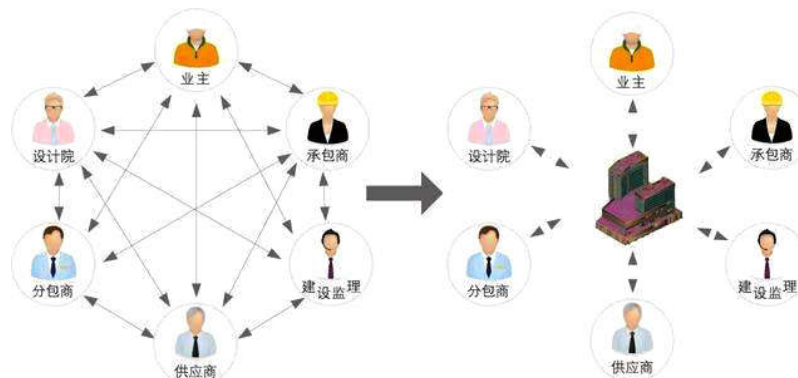 业主
设计院
承包商
分包商
建设监理
供应商
业主
设计院
承包商
分包商
建设监理
供应商